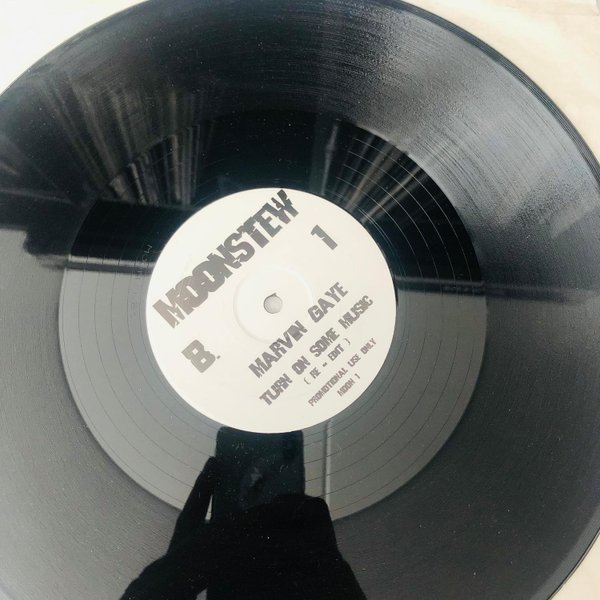 MOONSTEW
1
B.
MARVIN GAYE
TURN ON SOME MUSIC
( RE - EDIT )
PROMOTIONAL USE ONLY
MOON 1